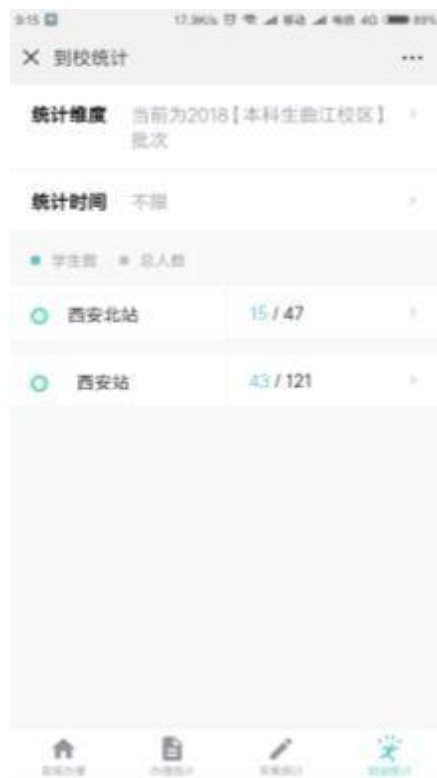 9:15
到校统计
统计维度 当前为2018【本科生曲江校区】
批次
统计时间 不限
学生数 总人数
西安北站 15 / 47
西安站 43 / 121